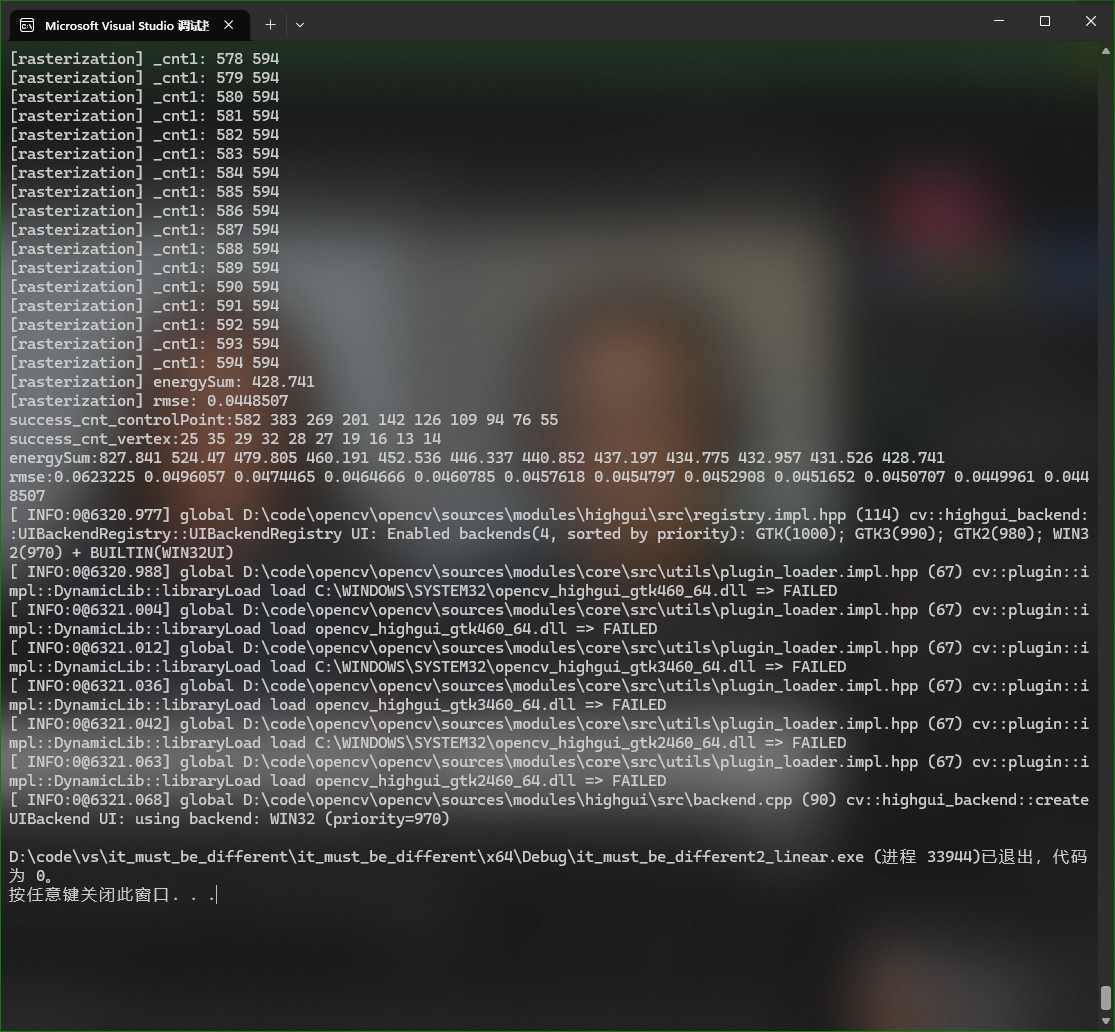 Microsoft Visual Studio 调试
[rasterization] _cnt1: 578 594
[rasterization] _cnt1: 579 594
[rasterization] _cnt1: 580 594
[rasterization] _cnt1: 581 594
[rasterization] _cnt1: 582 594
[rasterization] _cnt1: 583 594
[rasterization] _cnt1: 584 594
[rasterization] _cnt1: 585 594
[rasterization] _cnt1: 586 594
[rasterization] _cnt1: 587 594
[rasterization] _cnt1: 588 594
[rasterization] _cnt1: 589 594
[rasterization] _cnt1: 590 594
[rasterization] _cnt1: 591 594
[rasterization] _cnt1: 592 594
[rasterization] _cnt1: 593 594
[rasterization] _cnt1: 594 594
[rasterization] energySum: 428.741
[rasterization] rmse: 0.0448507
success_cnt_controlPoint:582 383 269 201 142 126 109 94 76 55
success_cnt_vertex:25 35 29 32 28 27 19 16 13 14
energySum:827.841 524.47 479.805 460.191 452.536 446.337 440.852 437.197 434.775 432.957 431.526 428.741
rmse:0.0623225 0.0496057 0.0474465 0.0464666 0.0460785 0.0457618 0.0454797 0.0452908 0.0451652 0.0450707 0.0449961 0.044
8507
[ INFO:0@6320.977] global D:\code\opencv\opencv\sources\modules\highgui\src\registry.impl.hpp (114) cv::highgui_backend:
:UIBackendRegistry::UIBackendRegistry UI: Enabled backends(4, sorted by priority): GTK(1000); GTK3(990); GTK2(980); WIN3
2(970) + BUILTIN(WIN32UI)
[ INFO:0@6320.988] global D:\code\opencv\opencv\sources\modules\core\src\utils\plugin_loader.impl.hpp (67) cv::plugin::i
mpl::DynamicLib::libraryLoad load C:\WINDOWS\SYSTEM32\opencv_highgui_gtk460_64.dll => FAILED
[ INFO:0@6321.004] global D:\code\opencv\opencv\sources\modules\core\src\utils\plugin_loader.impl.hpp (67) cv::plugin::i
mpl::DynamicLib::libraryLoad load opencv_highgui_gtk460_64.dll => FAILED
[ INFO:0@6321.012] global D:\code\opencv\opencv\sources\modules\core\src\utils\plugin_loader.impl.hpp (67) cv::plugin::i
mpl::DynamicLib::libraryLoad load C:\WINDOWS\SYSTEM32\opencv_highgui_gtk3460_64.dll => FAILED
[ INFO:0@6321.036] global D:\code\opencv\opencv\sources\modules\core\src\utils\plugin_loader.impl.hpp (67) cv::plugin::i
mpl::DynamicLib::libraryLoad load opencv_highgui_gtk3460_64.dll => FAILED
[ INFO:0@6321.042] global D:\code\opencv\opencv\sources\modules\core\src\utils\plugin_loader.impl.hpp (67) cv::plugin::i
mpl::DynamicLib::libraryLoad load C:\WINDOWS\SYSTEM32\opencv_highgui_gtk2460_64.dll => FAILED
[ INFO:0@6321.063] global D:\code\opencv\opencv\sources\modules\core\src\utils\plugin_loader.impl.hpp (67) cv::plugin::i
mpl::DynamicLib::libraryLoad load opencv_highgui_gtk2460_64.dll => FAILED
[ INFO:0@6321.068] global D:\code\opencv\opencv\sources\modules\highgui\src\backend.cpp (90) cv::highgui_backend::create
UIBackend UI: using backend: WIN32 (priority=970)
D:\code\vs\it_must_be_different\it_must_be_different\x64\Debug\it_must_be_different2_linear.exe (进程 33944)已退出，代码
为 0。
按任意键关闭此窗口. . .